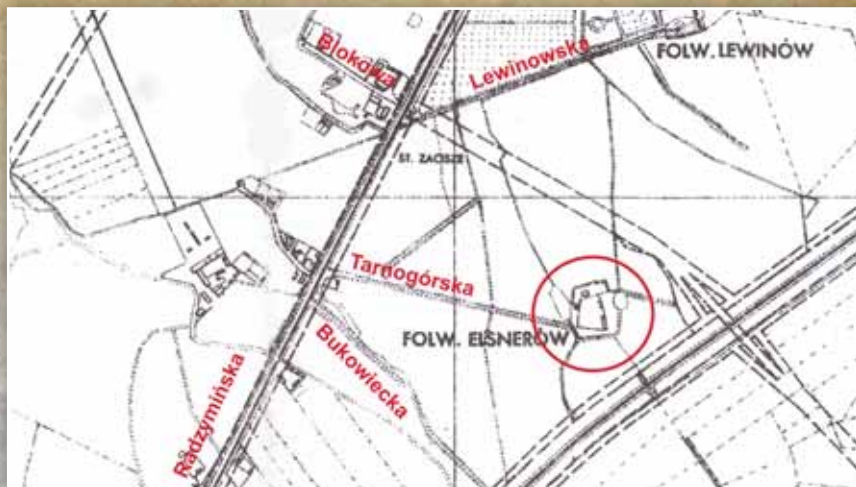 Blokowa
Lewinowska
FOLW. LEWINÓW
ST. ZACISZE
Tarnogórska
FOLW. ELSNERÓW
Bukowiecka
Radzymińska